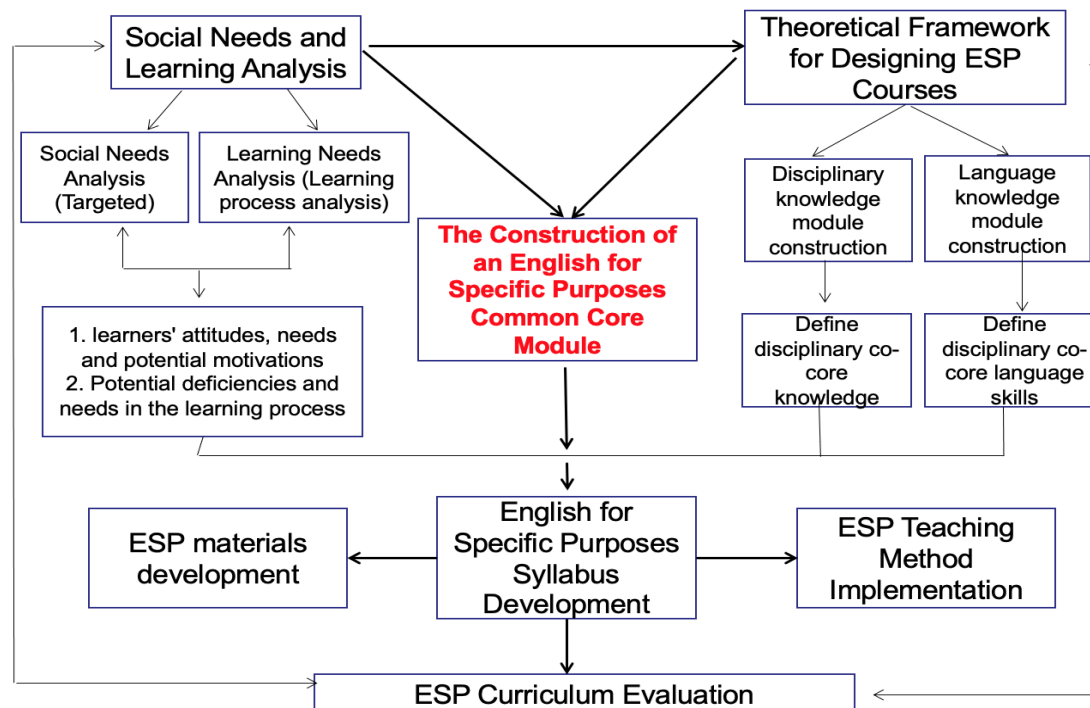 Social Needs and
Learning Analysis
Theoretical Framework
for Designing ESP
Courses
Social Needs
Analysis
(Targeted)
Learning Needs
Analysis (Learning
process analysis)
Disciplinary
knowledge
module
construction
Language
knowledge
module
construction
The Construction of
an English for
Specific Purposes
Common Core
Module
1. learners' attitudes, needs
and potential motivations
2. Potential deficiencies and
needs in the learning process
Define
disciplinary co-
core
knowledge
Define
disciplinary co-
core language
skills
ESP materials
development
English for
Specific Purposes
Syllabus
Development
ESP Teaching
Method
Implementation
ESP Curriculum Evaluation